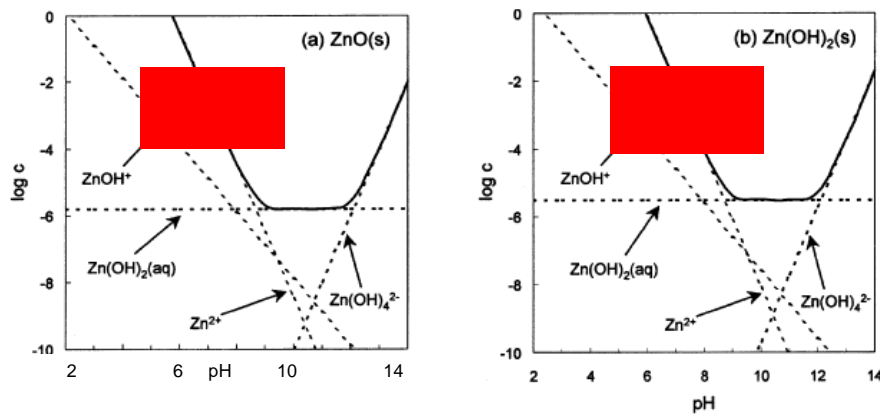 (a) ZnO(s)
0
-2
-4
-6
-8
-10
log c
ZnOH⁺
Zn(OH)₂(aq)
Zn²⁺
Zn(OH)₄²⁻
2 6 pH 10 14
(b) Zn(OH)₂(s)
0
-2
-4
-6
-8
-10
log c
ZnOH⁺
Zn(OH)₂(aq)
Zn²⁺
Zn(OH)₄²⁻
2 4 6 8 10 12 14
pH